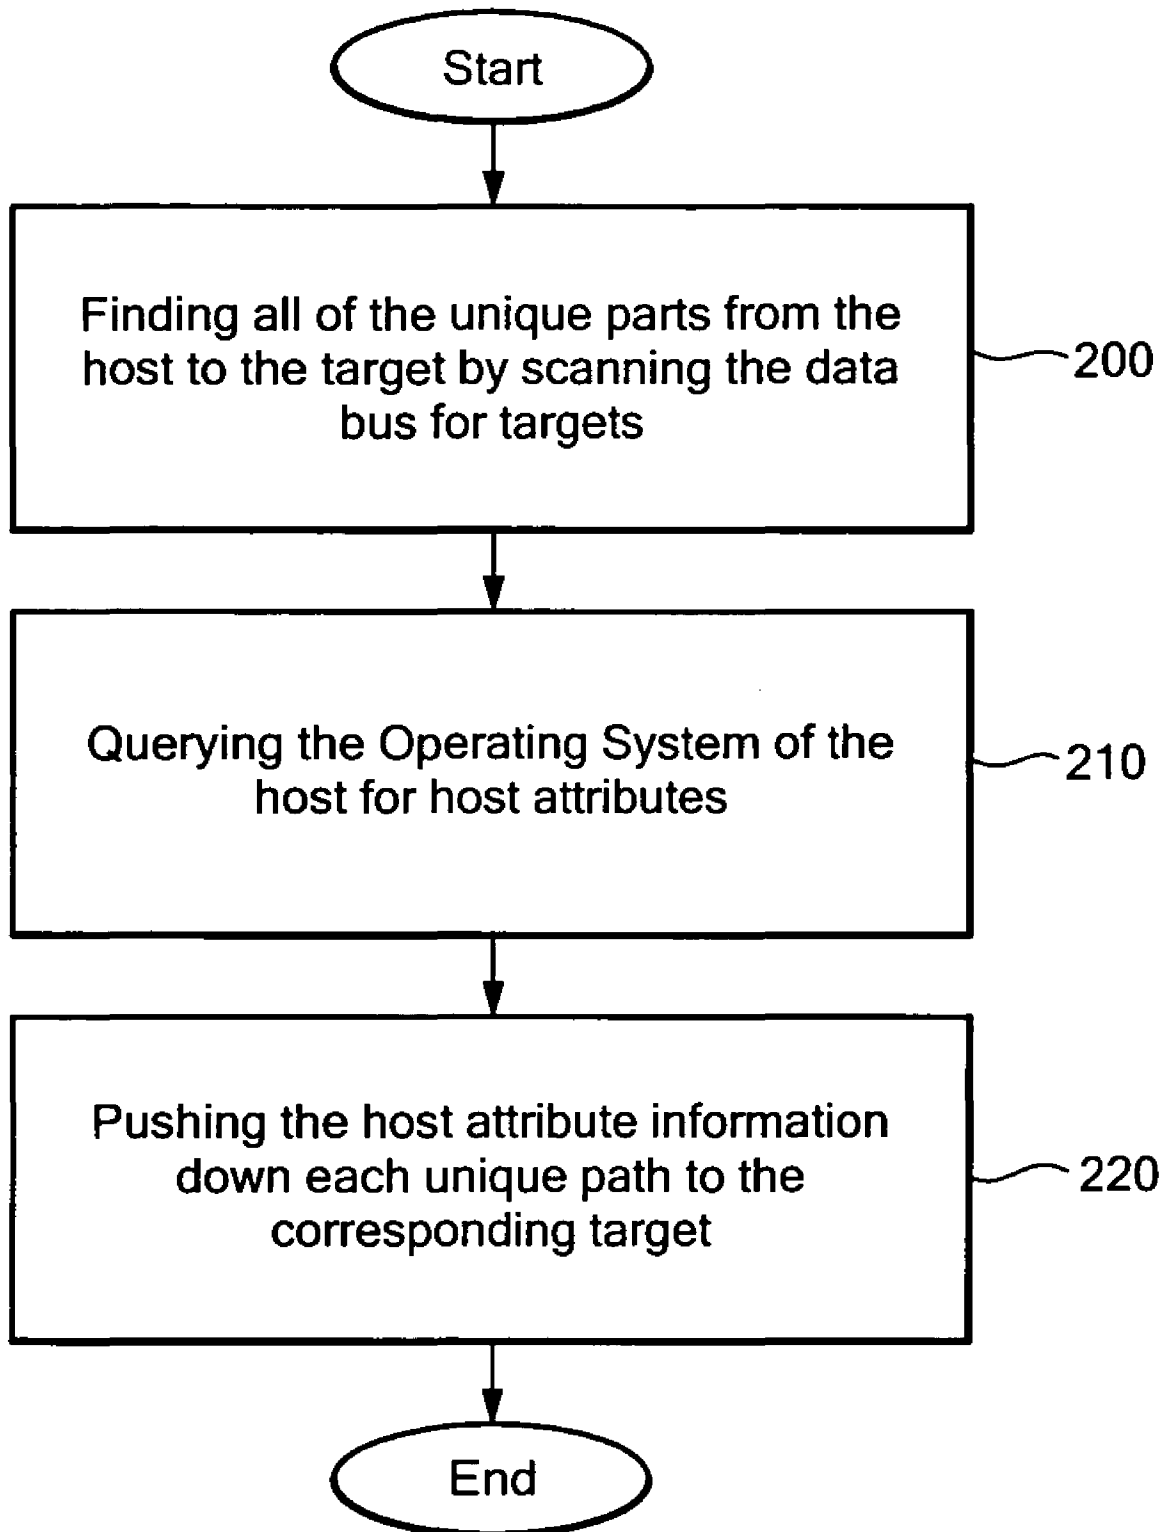 Start
Finding all of the unique parts from the
host to the target by scanning the data
bus for targets
200
Querying the Operating System of the
host for host attributes
210
Pushing the host attribute information
down each unique path to the
corresponding target
220
End